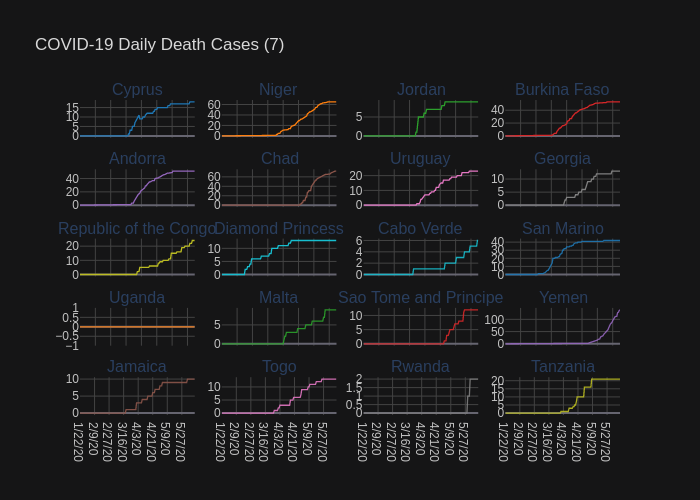 COVID-19 Daily Death Cases (7)
Cyprus Niger Jordan Burkina Faso
15 10 5 0
60 40 20 0
5 0
40 20 0
Andorra Chad Uruguay Georgia
40 20 0
60 40 20 0
20 10 0
10 5 0
Republic of the Congo Diamond Princess Cabo Verde San Marino
20 10 0
10 5 0
6 4 2 0
40 30 20 10 0
Uganda Malta Sao Tome and Principe Yemen
1 0.5 0 −0.5 −1
5 0
10 5 0
100 50 0
Jamaica Togo Rwanda Tanzania
10 5 0
10 5 0
2 1.5 1 0.5 0
20 15 10 5 0
1/22/20 2/9/20 2/27/20 3/16/20 4/3/20 4/21/20 5/9/20 5/27/20
1/22/20 2/9/20 2/27/20 3/16/20 4/3/20 4/21/20 5/9/20 5/27/20
1/22/20 2/9/20 2/27/20 3/16/20 4/3/20 4/21/20 5/9/20 5/27/20
1/22/20 2/9/20 2/27/20 3/16/20 4/3/20 4/21/20 5/9/20 5/27/20